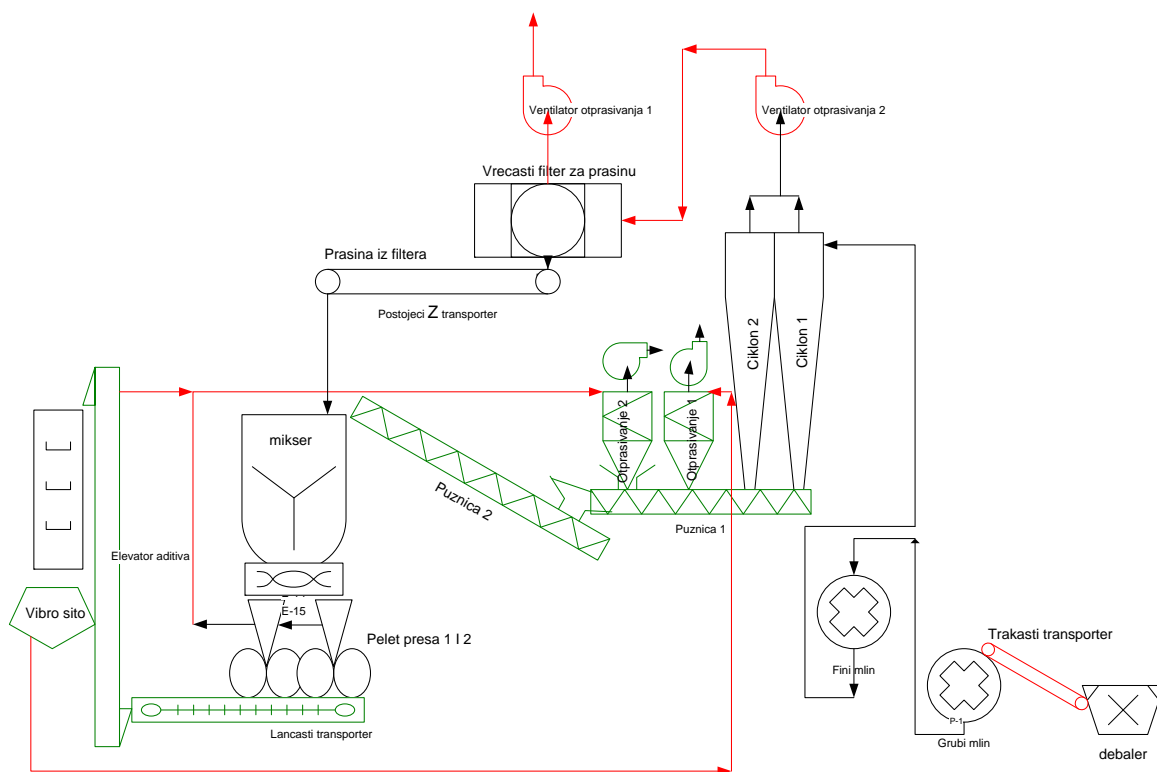 Ventilator otprasivanja 1
Ventilator otprasivanja 2
Vrecasti filter za prasinu
Prasina iz filtera
Postojeci Z transporter
Ciklon 2
Ciklon 1
Otprasivanje 2
Otprasivanje 1
mikser
Puznica 2
Puznica 1
Elevator aditiva
Vibro sito
E-15
Pelet presa 1 I 2
Trakasti transporter
Fini mlin
P-1
Lancasti transporter
Grubi mlin
debaler